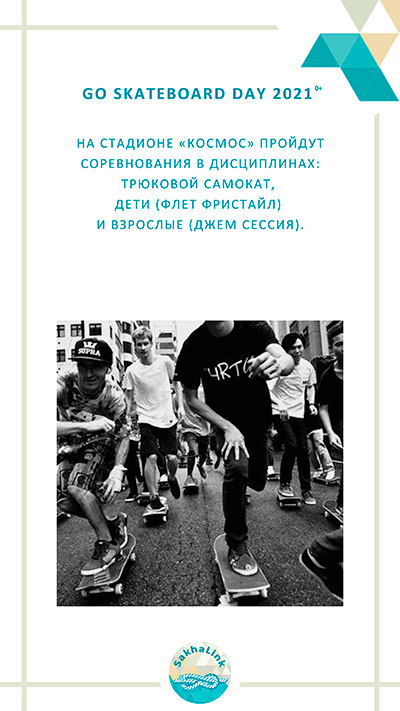 GO SKATEBOARD DAY 2021 0+
НА СТАДИОНЕ «КОСМОС» ПРОЙДУТ
СОРЕВНОВАНИЯ В ДИСЦИПЛИНАХ:
ТРЮКОВОЙ САМОКАТ,
ДЕТИ (ФЛЕТ ФРИСТАЙЛ)
И ВЗРОСЛЫЕ (ДЖЕМ СЕССИЯ).
SUPRA
SakhaLink